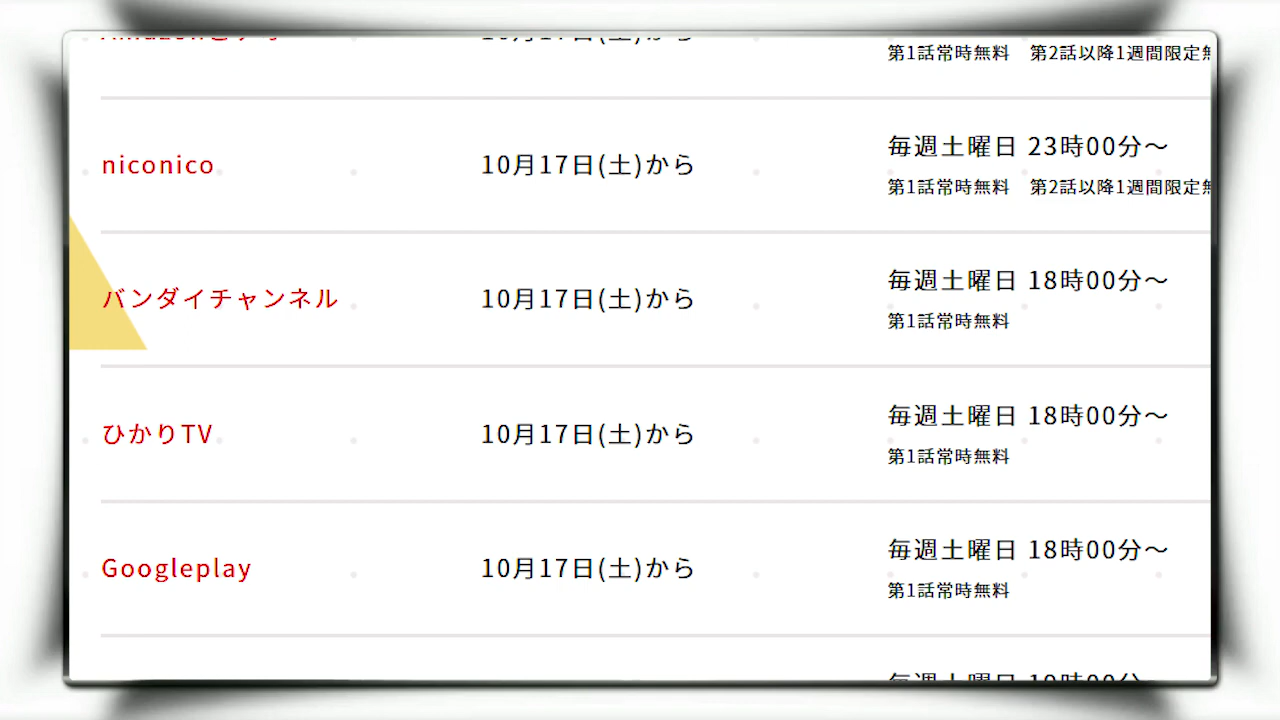 第1話常時無料　第2話以降1週間限定
niconico
10月17日(土)から
毎週土曜日 23時00分～
第1話常時無料　第2話以降1週間限定
バンダイチャンネル
10月17日(土)から
毎週土曜日 18時00分～
第1話常時無料
ひかりTV
10月17日(土)から
毎週土曜日 18時00分～
第1話常時無料
Googleplay
10月17日(土)から
毎週土曜日 18時00分～
第1話常時無料